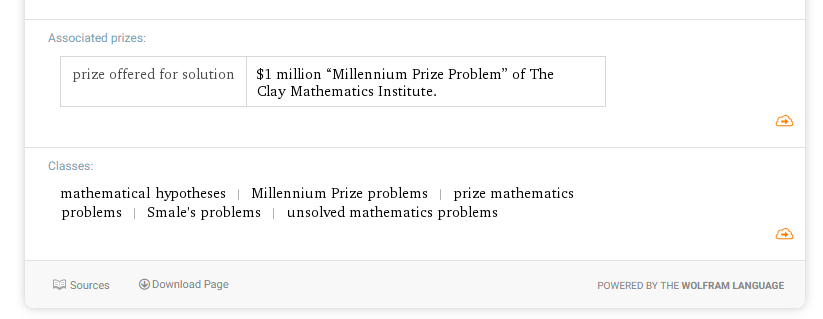 Associated prizes:
prize offered for solution
$1 million “Millennium Prize Problem” of The
Clay Mathematics Institute.
Classes:
mathematical hypotheses | Millennium Prize problems | prize mathematics
problems | Smale's problems | unsolved mathematics problems
Sources
Download Page
POWERED BY THE WOLFRAM LANGUAGE